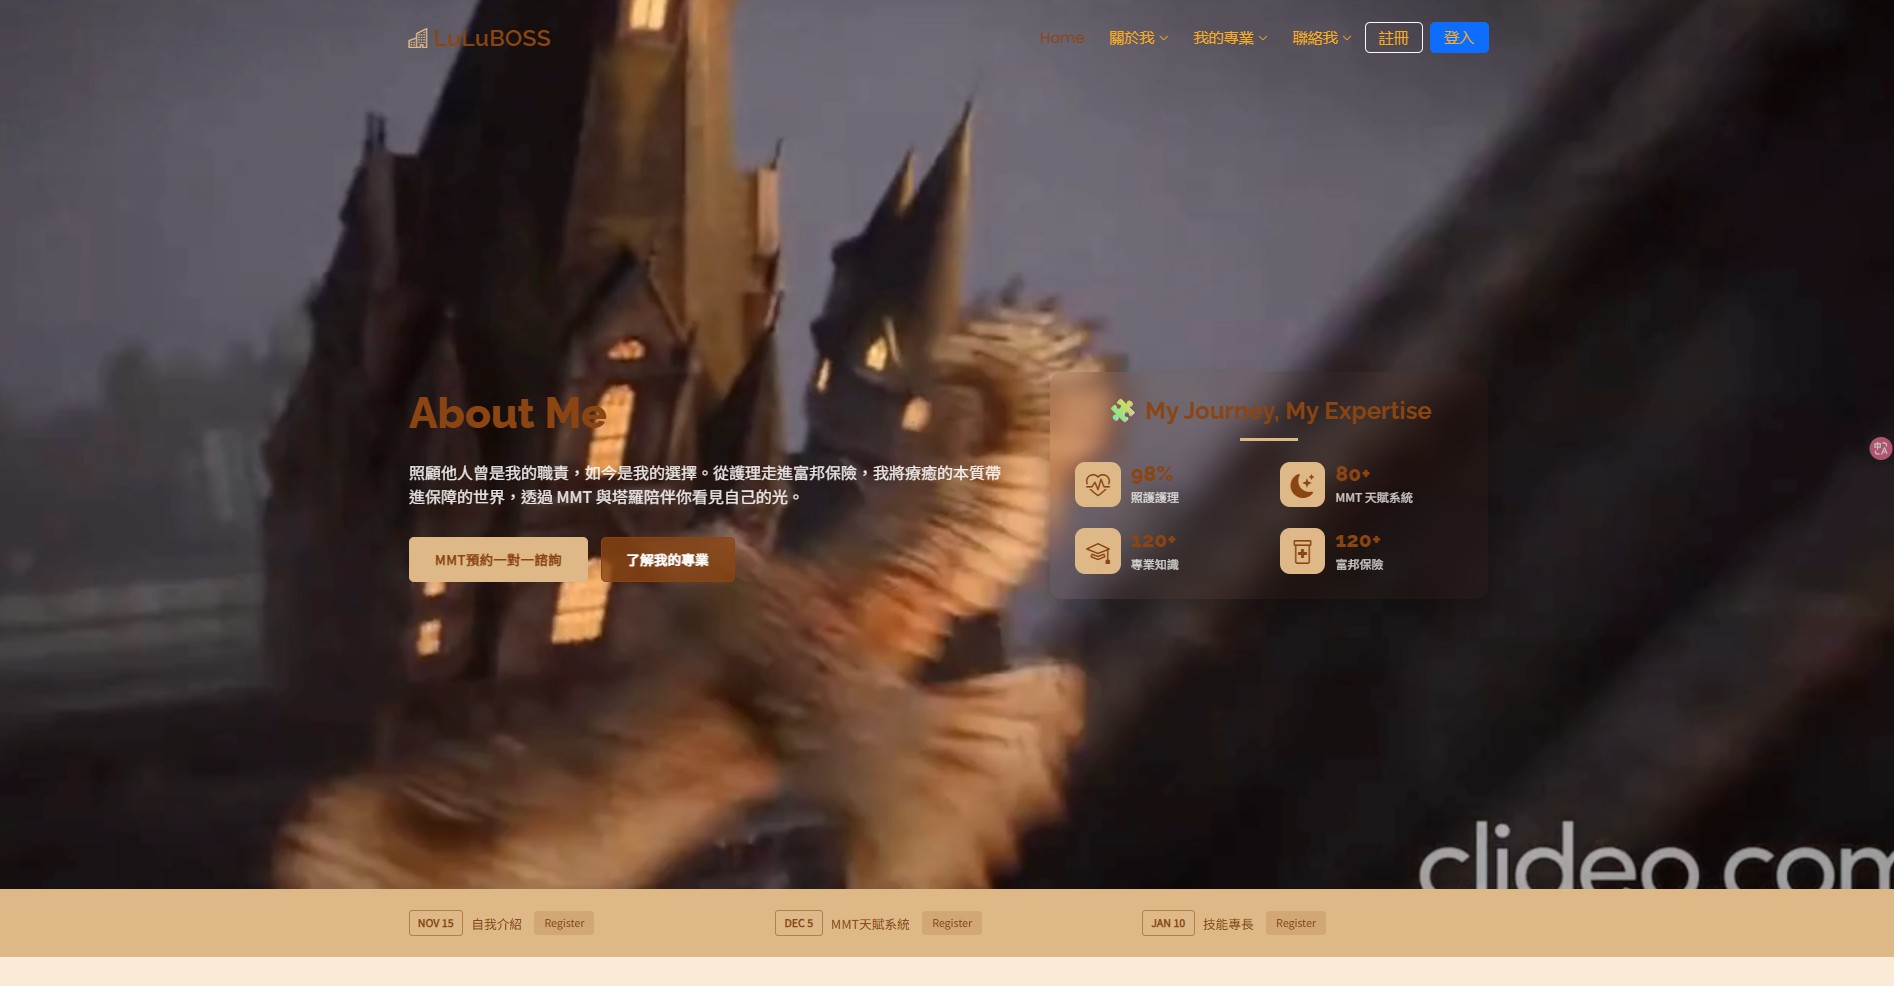 LuLuBOSS
Home
關於我
我的專業
聯絡我
註冊
登入
About Me
照顧他人曾是我的職責，如今是我的選擇。從護理走進富邦保險，我將療癒的本質帶
進保障的世界，透過 MMT 與塔羅陪伴你看見自己的光。
MMT預約一對一諮詢
了解我的專業
My Journey, My Expertise
98%
照護護理
80+
MMT 天賦系統
120+
專業知識
120+
富邦保險
clideo.com
NOV 15
自我介紹
Register
DEC 5
MMT天賦系統
Register
JAN 10
技能專長
Register